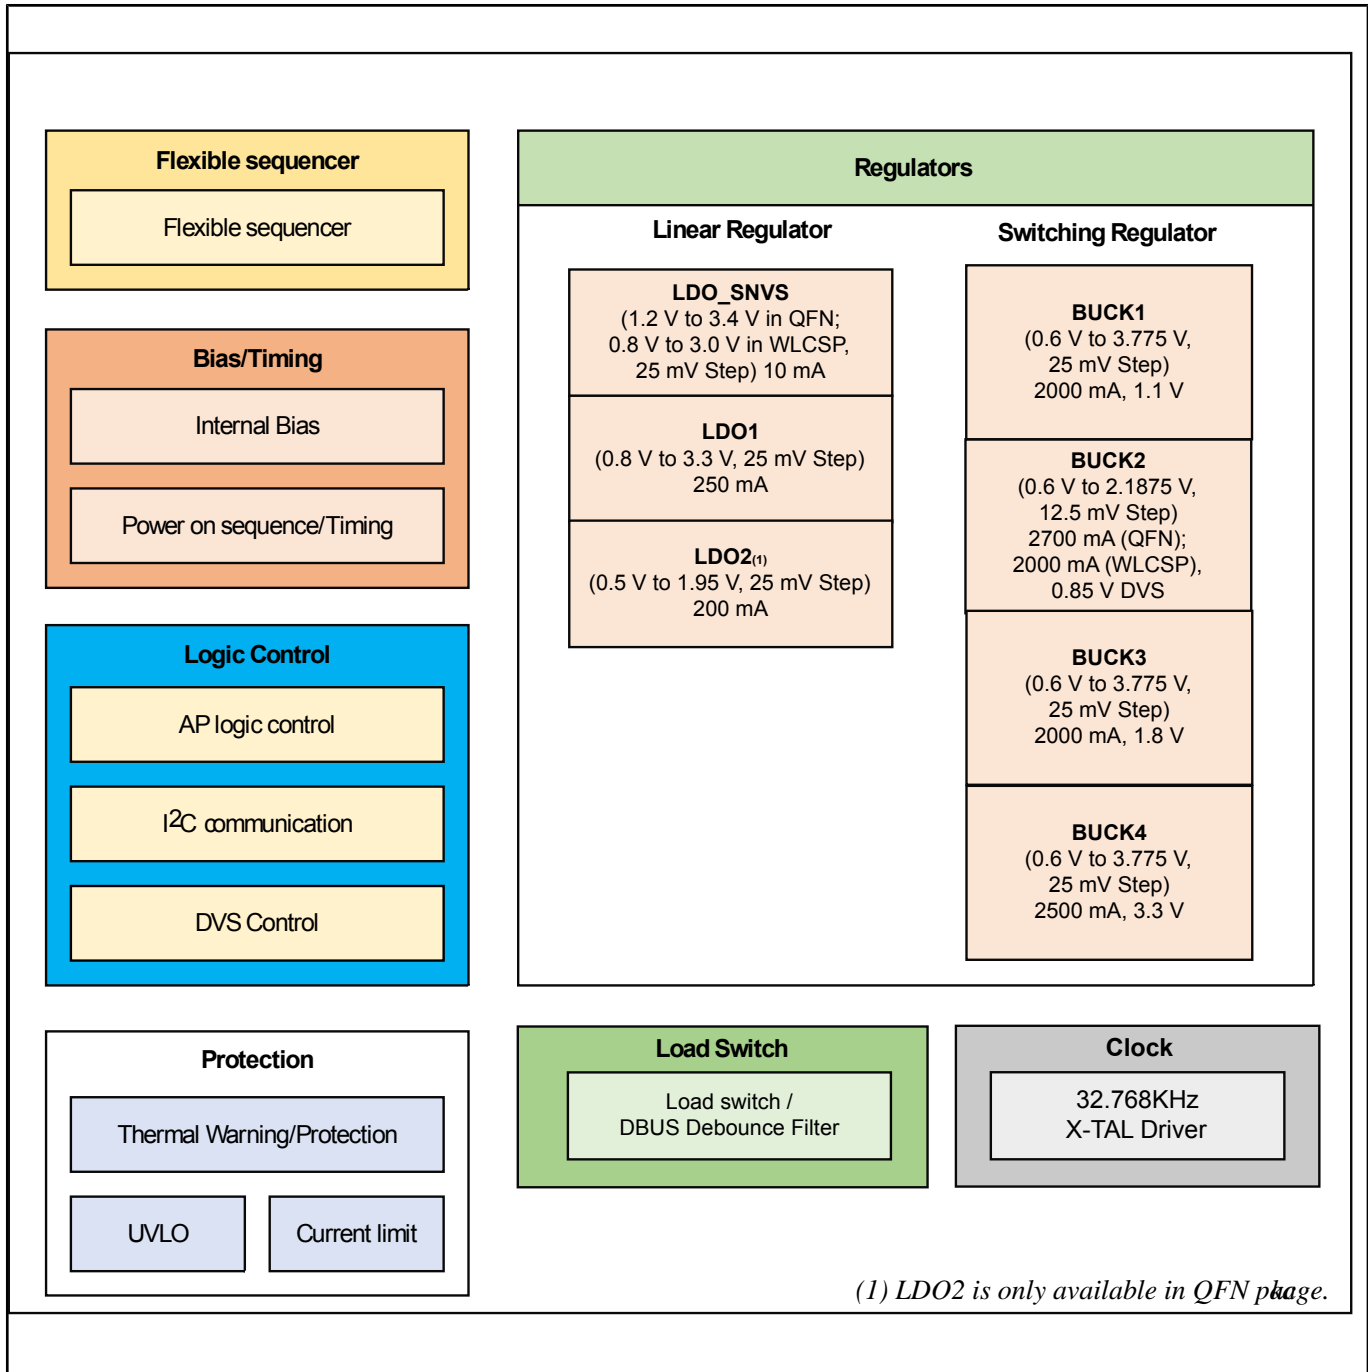 Flexible sequencer
Flexible sequencer
Bias/Timing
Internal Bias
Power on sequence/Timing
Logic Control
AP logic control
I²C communication
DVS Control
Protection
Thermal Warning/Protection
UVLO
Current limit
Regulators
Linear Regulator
LDO_SNVS
(1.2 V to 3.4 V in QFN;
0.8 V to 3.0 V in WLCSP,
25 mV Step) 10 mA
LDO1
(0.8 V to 3.3 V, 25 mV Step)
250 mA
LDO2(1)
(0.5 V to 1.95 V, 25 mV Step)
200 mA
Switching Regulator
BUCK1
(0.6 V to 3.775 V,
25 mV Step)
2000 mA, 1.1 V
BUCK2
(0.6 V to 2.1875 V,
12.5 mV Step)
2700 mA (QFN);
2000 mA (WLCSP),
0.85 V DVS
BUCK3
(0.6 V to 3.775 V,
25 mV Step)
2000 mA, 1.8 V
BUCK4
(0.6 V to 3.775 V,
25 mV Step)
2500 mA, 3.3 V
Load Switch
Load switch /
DBUS Debounce Filter
Clock
32.768KHz
X-TAL Driver
(1) LDO2 is only available in QFN package.